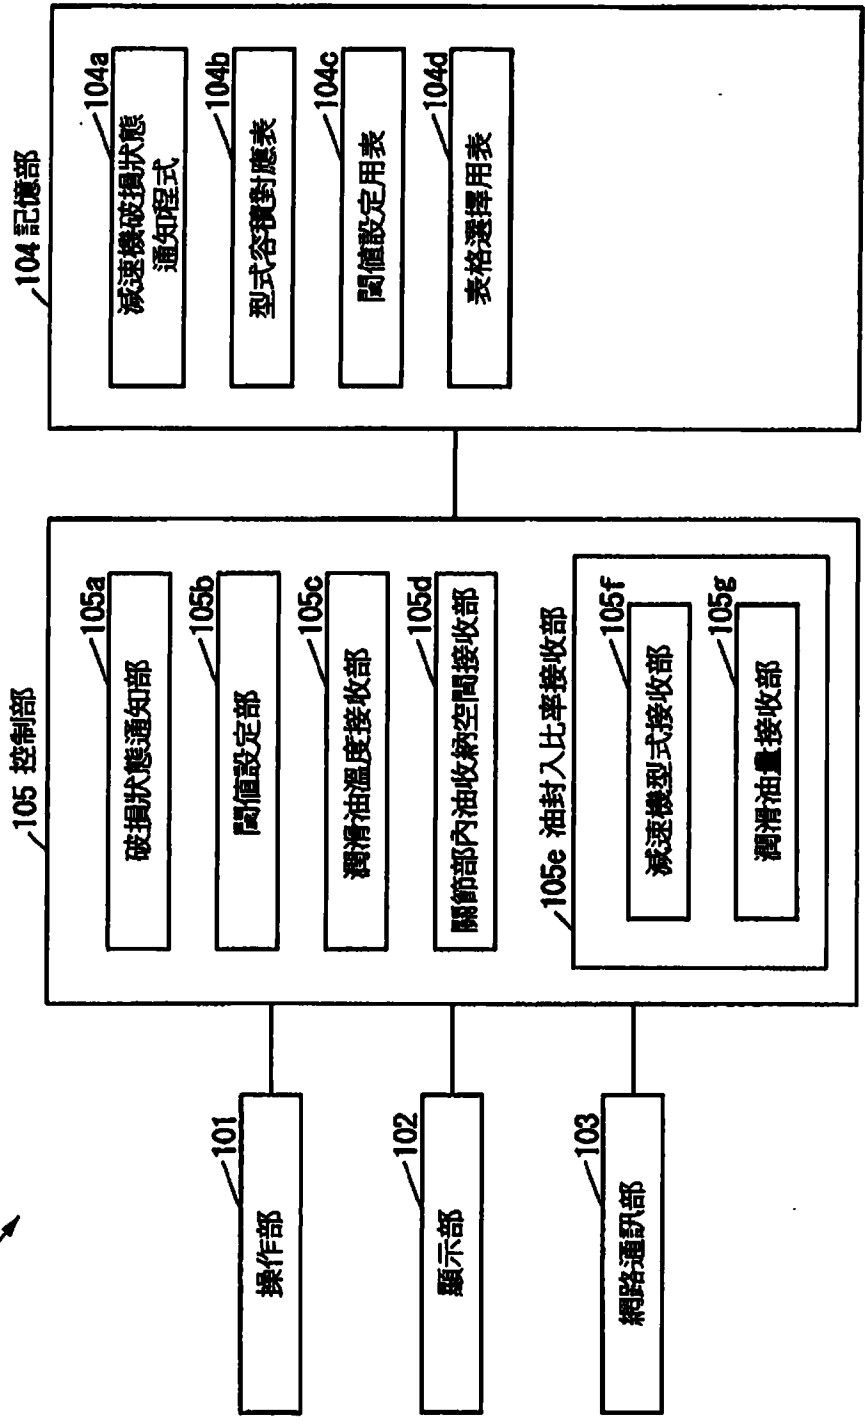 101
操作部
102
顯示部
103
網路通訊部
105 控制部
105a
破損狀態通知部
105b
閾值設定部
105c
潤滑油溫度接收部
105d
關節部內油收納空間接收部
105e 油封入比率接收部
105f
減速機型式接收部
105g
潤滑油量接收部
104 記憶部
104a
減速機破損狀態
通知程式
104b
型式容積對應表
104c
閾值設定用表
104d
表格選擇用表